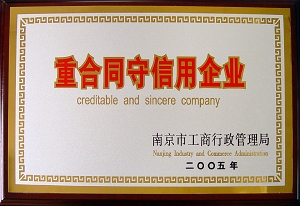 重合同守信用企业
creditable and sincere company
南京市工商行政管理局
Nanjing Industry and Commerce Administration
二〇〇五年